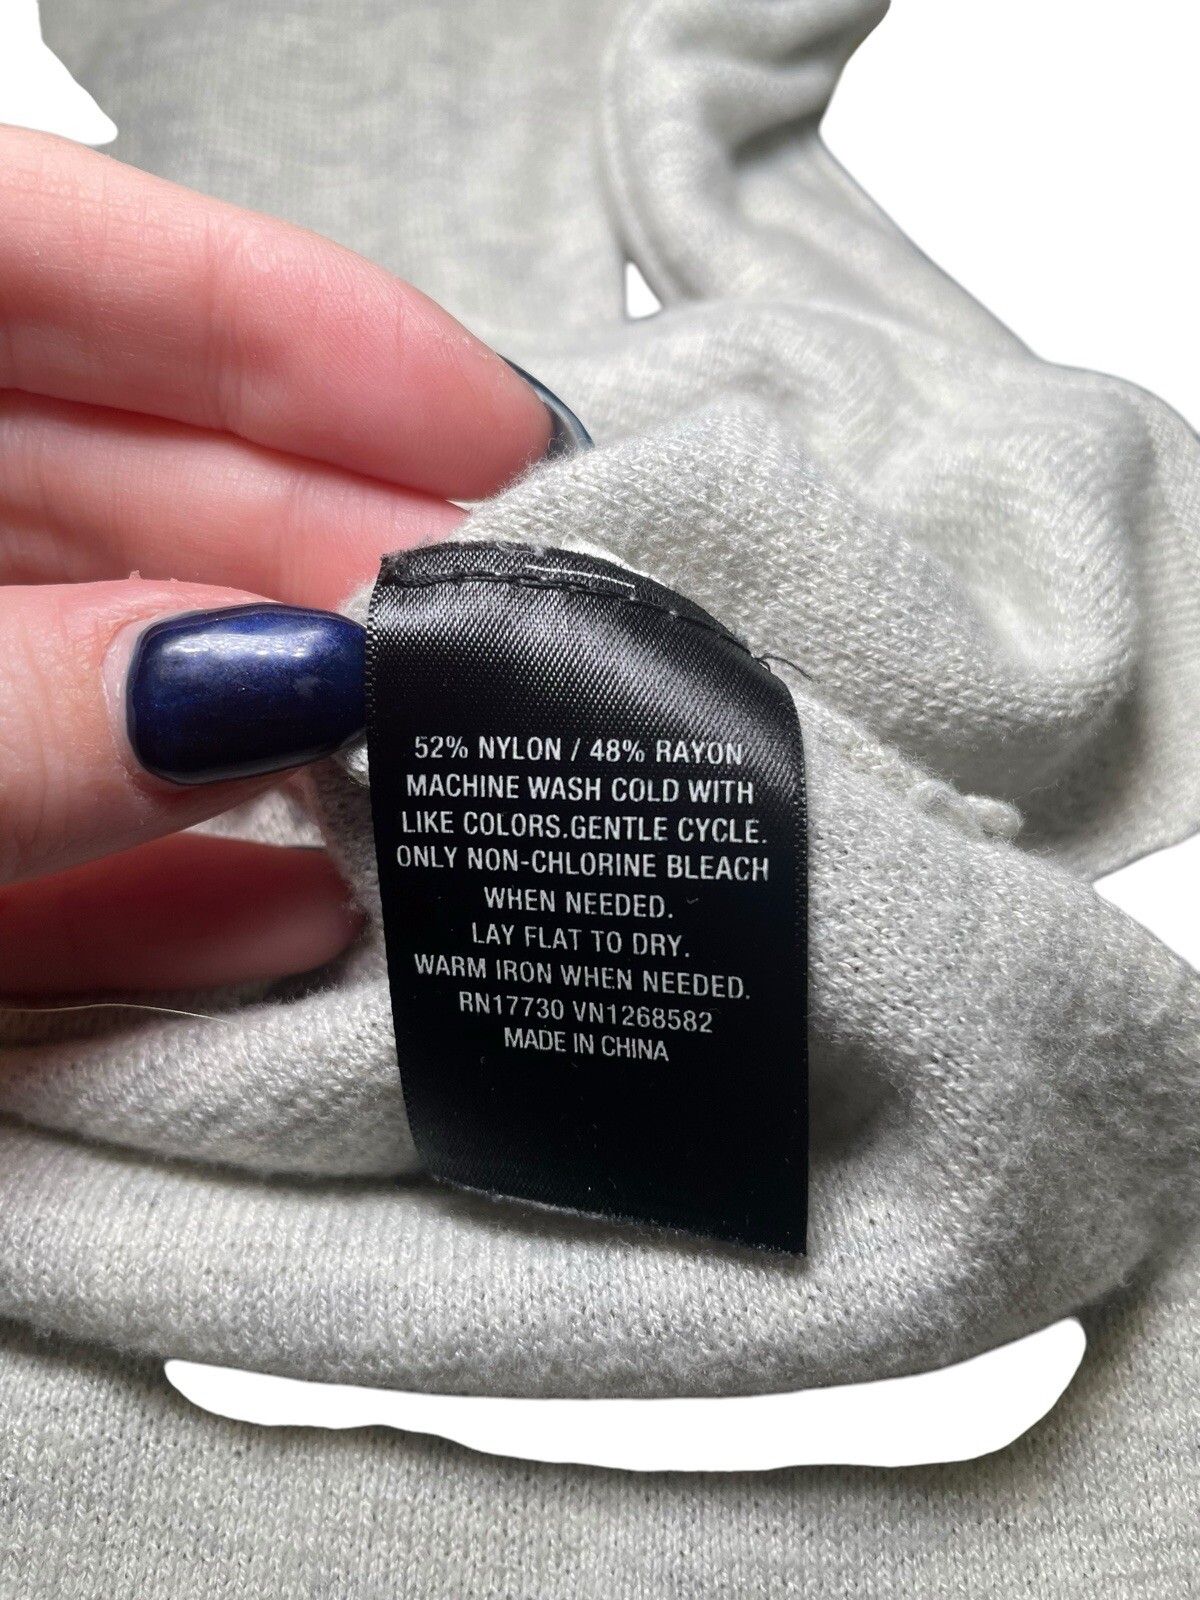 52% NYLON / 48% RAYON
MACHINE WASH COLD WITH
LIKE COLORS.GENTLE CYCLE.
ONLY NON-CHLORINE BLEACH
WHEN NEEDED.
LAY FLAT TO DRY.
WARM IRON WHEN NEEDED.
RN17730 VN1268582
MADE IN CHINA